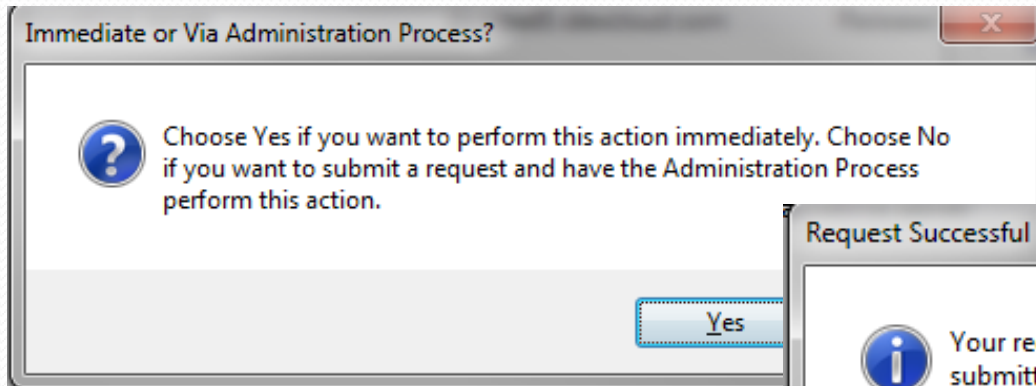 Immediate or Via Administration Process?
Choose Yes if you want to perform this action immediately. Choose No
if you want to submit a request and have the Administration Process
perform this action.
Yes
Request Successful
Your re
submitt